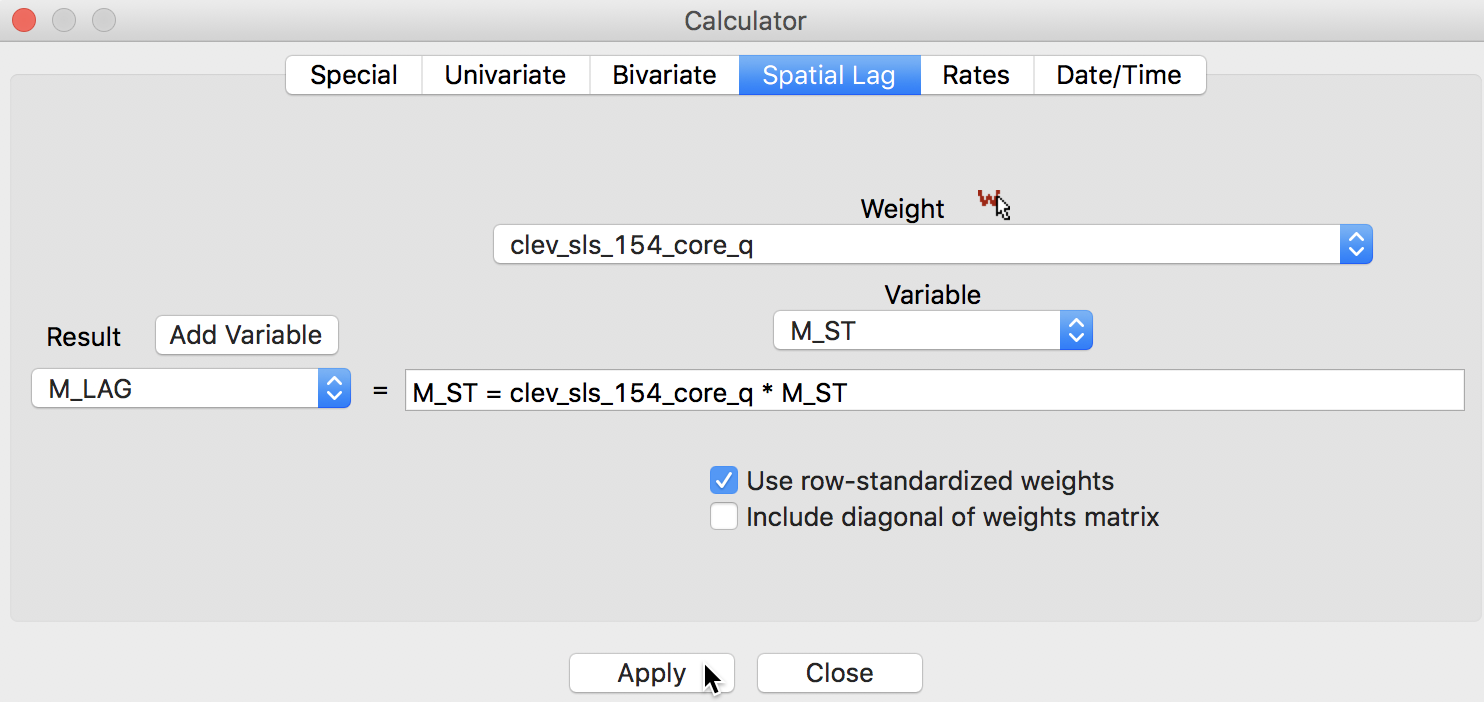 Calculator
Special Univariate Bivariate Spatial Lag Rates Date/Time
Weight W
clev_sls_154_core_q
Variable
M_ST
Result Add Variable
M_LAG = M_ST = clev_sls_154_core_q * M_ST
Use row-standardized weights
Include diagonal of weights matrix
Apply Close